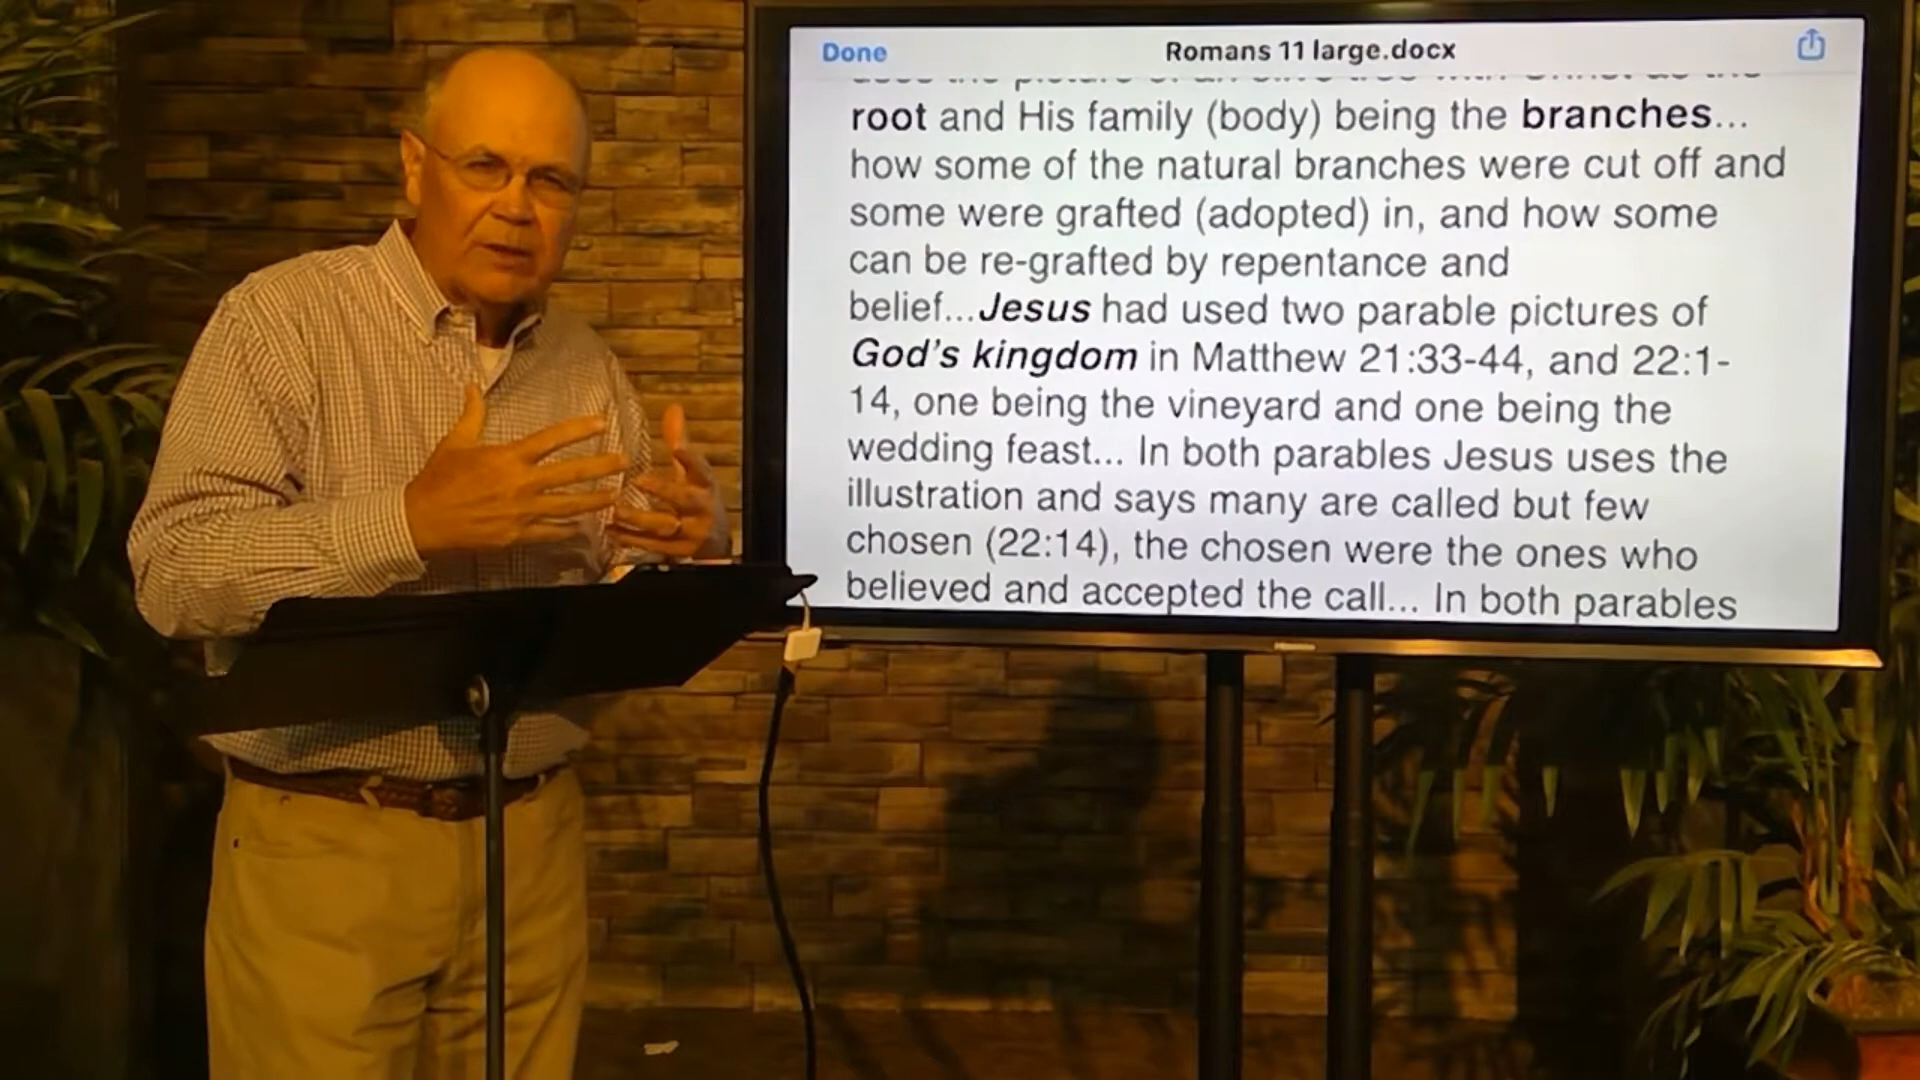 Done
Romans 11 large.docx
root and His family (body) being the branches...
how some of the natural branches were cut off and
some were grafted (adopted) in, and how some
can be re-grafted by repentance and
belief...Jesus had used two parable pictures of
God's kingdom in Matthew 21:33-44, and 22:1-
14, one being the vineyard and one being the
wedding feast... In both parables Jesus uses the
illustration and says many are called but few
chosen (22:14), the chosen were the ones who
believed and accepted the call... In both parables